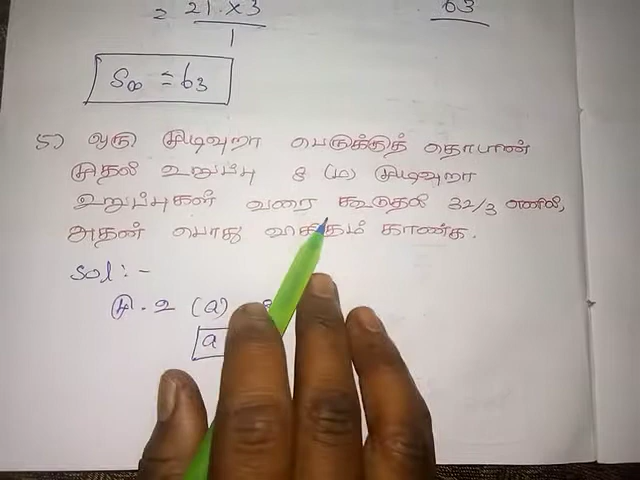 = 21 × 3
63
1
S∞ = 63
5) ஒரு முடிவுறா பெருக்குத் தொடரின்
முதல் உறுப்பு 8 (ம) முடிவுறா
உறுப்புகள் வரை கூடுதல் 32/3 எனில்,
அதன் பொது விகிதம் காண்க.
Sol :-
மு. உ (a)
a